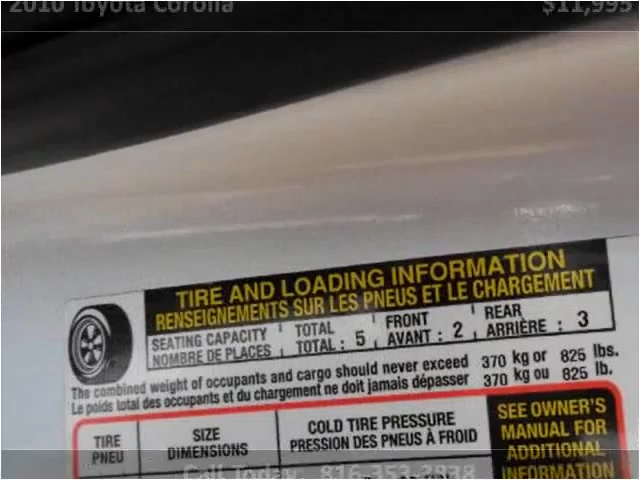 2010 Toyota Corolla $11,995
TIRE AND LOADING INFORMATION
RENSEIGNEMENTS SUR LES PNEUS ET LE CHARGEMENT
SEATING CAPACITY TOTAL FRONT REAR
NOMBRE DE PLACES TOTAL : 5 AVANT : 2 ARRIÈRE : 3
The combined weight of occupants and cargo should never exceed 370 kg or 825 lbs.
Le poids total des occupants et du chargement ne doit jamais dépasser 370 kg ou 825 lb.
TIRE SIZE COLD TIRE PRESSURE SEE OWNER'S
PNEU DIMENSIONS PRESSION DES PNEUS À FROID MANUAL FOR
ADDITIONAL
INFORMATION
Call Today. 816-353-2938